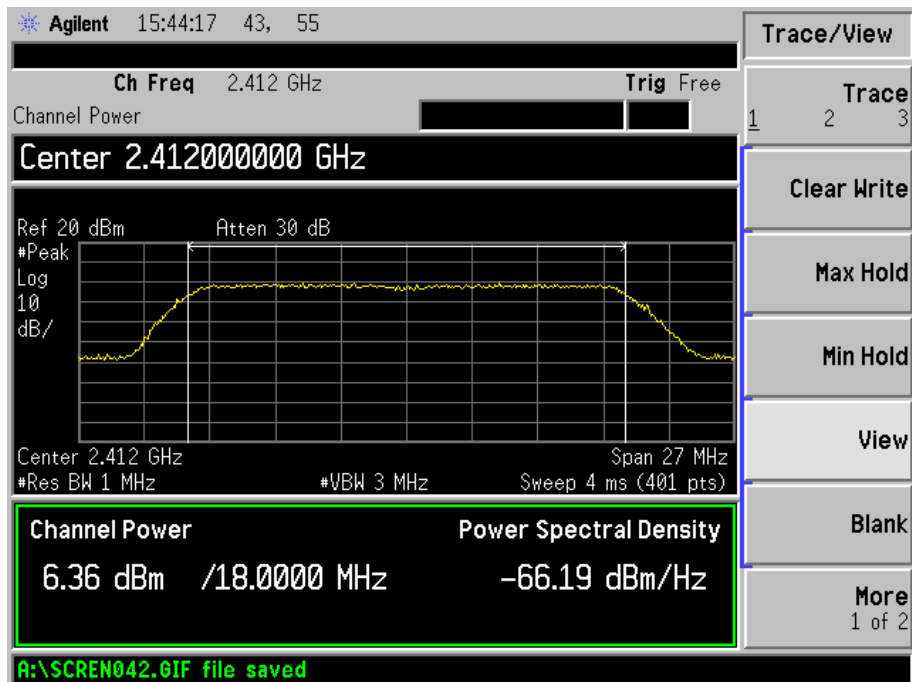 Agilent 15:44:17 43, 55
Trace/View
Ch Freq 2.412 GHz Trig Free
Channel Power
Trace
1 2 3
Center 2.412000000 GHz
Clear Write
Ref 20 dBm Atten 30 dB
#Peak
Log
10
dB/
Max Hold
Min Hold
Center 2.412 GHz Span 27 MHz
#Res BW 1 MHz #VBW 3 MHz Sweep 4 ms (401 pts)
View
Channel Power Power Spectral Density
6.36 dBm /18.0000 MHz -66.19 dBm/Hz
Blank
More
1 of 2
A:\SCREN042.GIF file saved